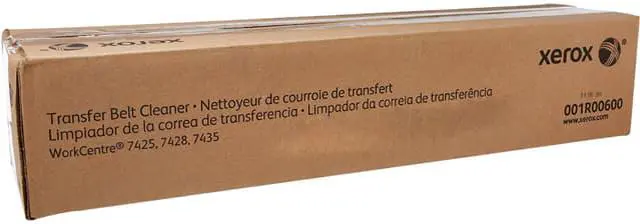 xerox
Transfer Belt Cleaner • Nettoyeur de courroie de transfert
Limpiador de la correa de transferencia • Limpador da correia de transferência
WorkCentre® 7425, 7428, 7435
001R00600
www.xerox.com
xerox